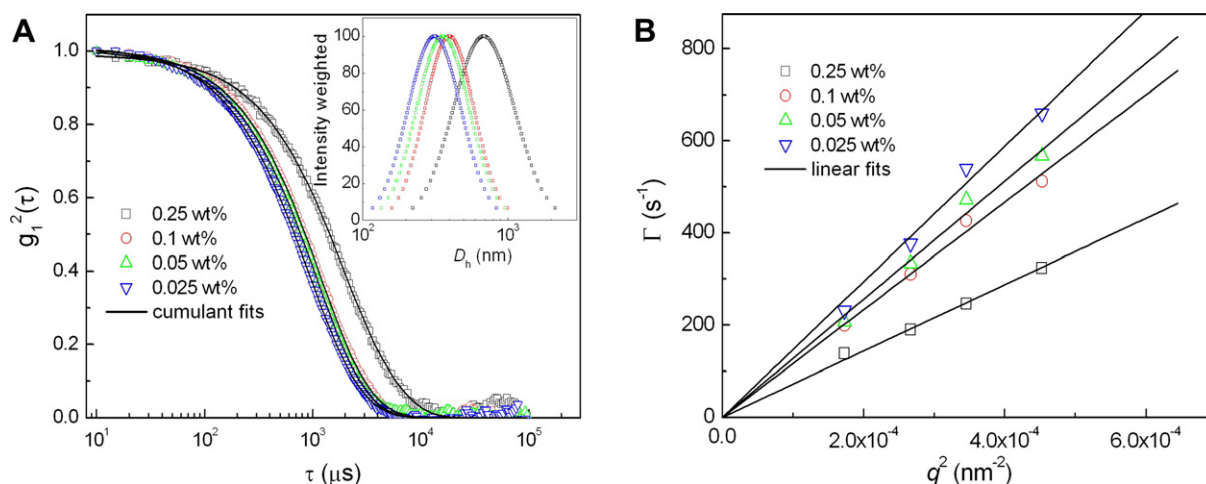 A
1.0
0.8
0.6
0.4
0.2
0.0
g₁²(τ)
10¹ 10² 10³ 10⁴ 10⁵
τ (μs)
0.25 wt%
0.1 wt%
0.05 wt%
0.025 wt%
cumulant fits
Intensity weighted
100
80
60
40
20
0
10² 10³
Dₕ (nm)
B
800
600
400
200
0
Γ (s⁻¹)
0.25 wt%
0.1 wt%
0.05 wt%
0.025 wt%
linear fits
0.0 2.0x10⁻⁴ 4.0x10⁻⁴ 6.0x10⁻⁴
q² (nm⁻²)